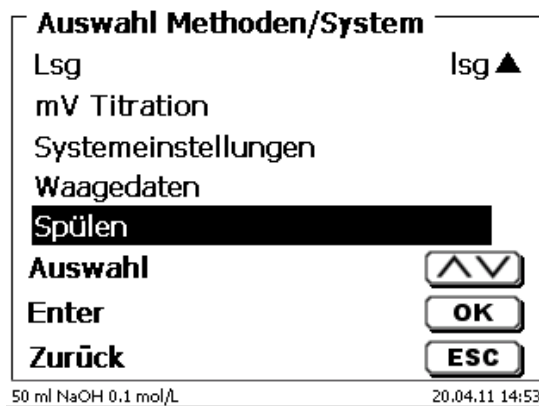 Auswahl Methoden/System
Lsg lsg▲
mV Titration
Systemeinstellungen
Waagedaten
Spülen
Auswahl
Enter OK
Zurück ESC
50 ml NaOH 0.1 mol/L 20.04.11 14:53